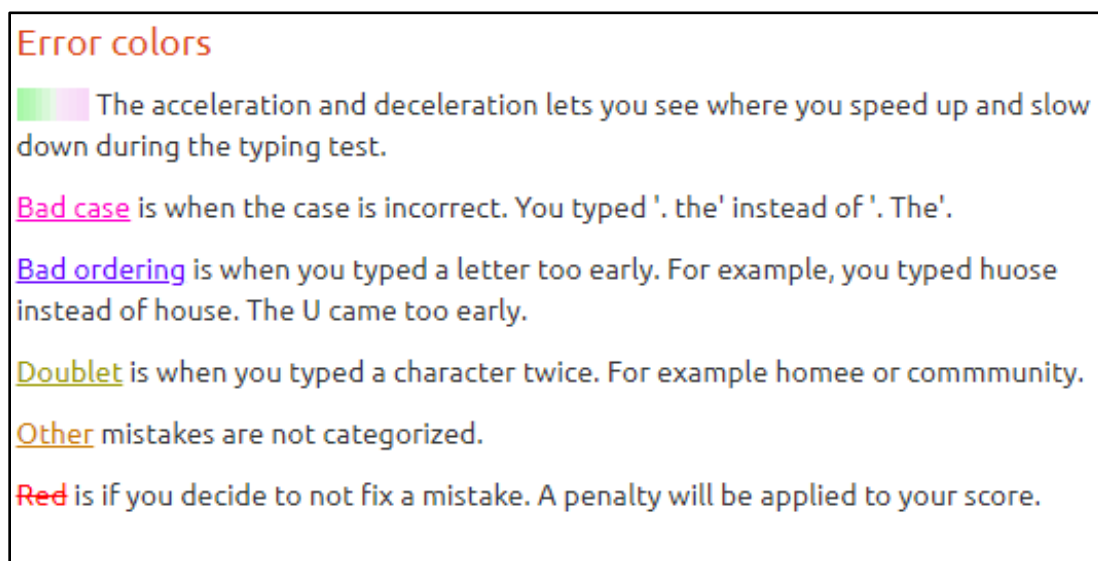 Error colors
The acceleration and deceleration lets you see where you speed up and slow
down during the typing test.
Bad case is when the case is incorrect. You typed '. the' instead of '. The'.
Bad ordering is when you typed a letter too early. For example, you typed huose
instead of house. The U came too early.
Doublet is when you typed a character twice. For example homee or commmunity.
Other mistakes are not categorized.
Red is if you decide to not fix a mistake. A penalty will be applied to your score.